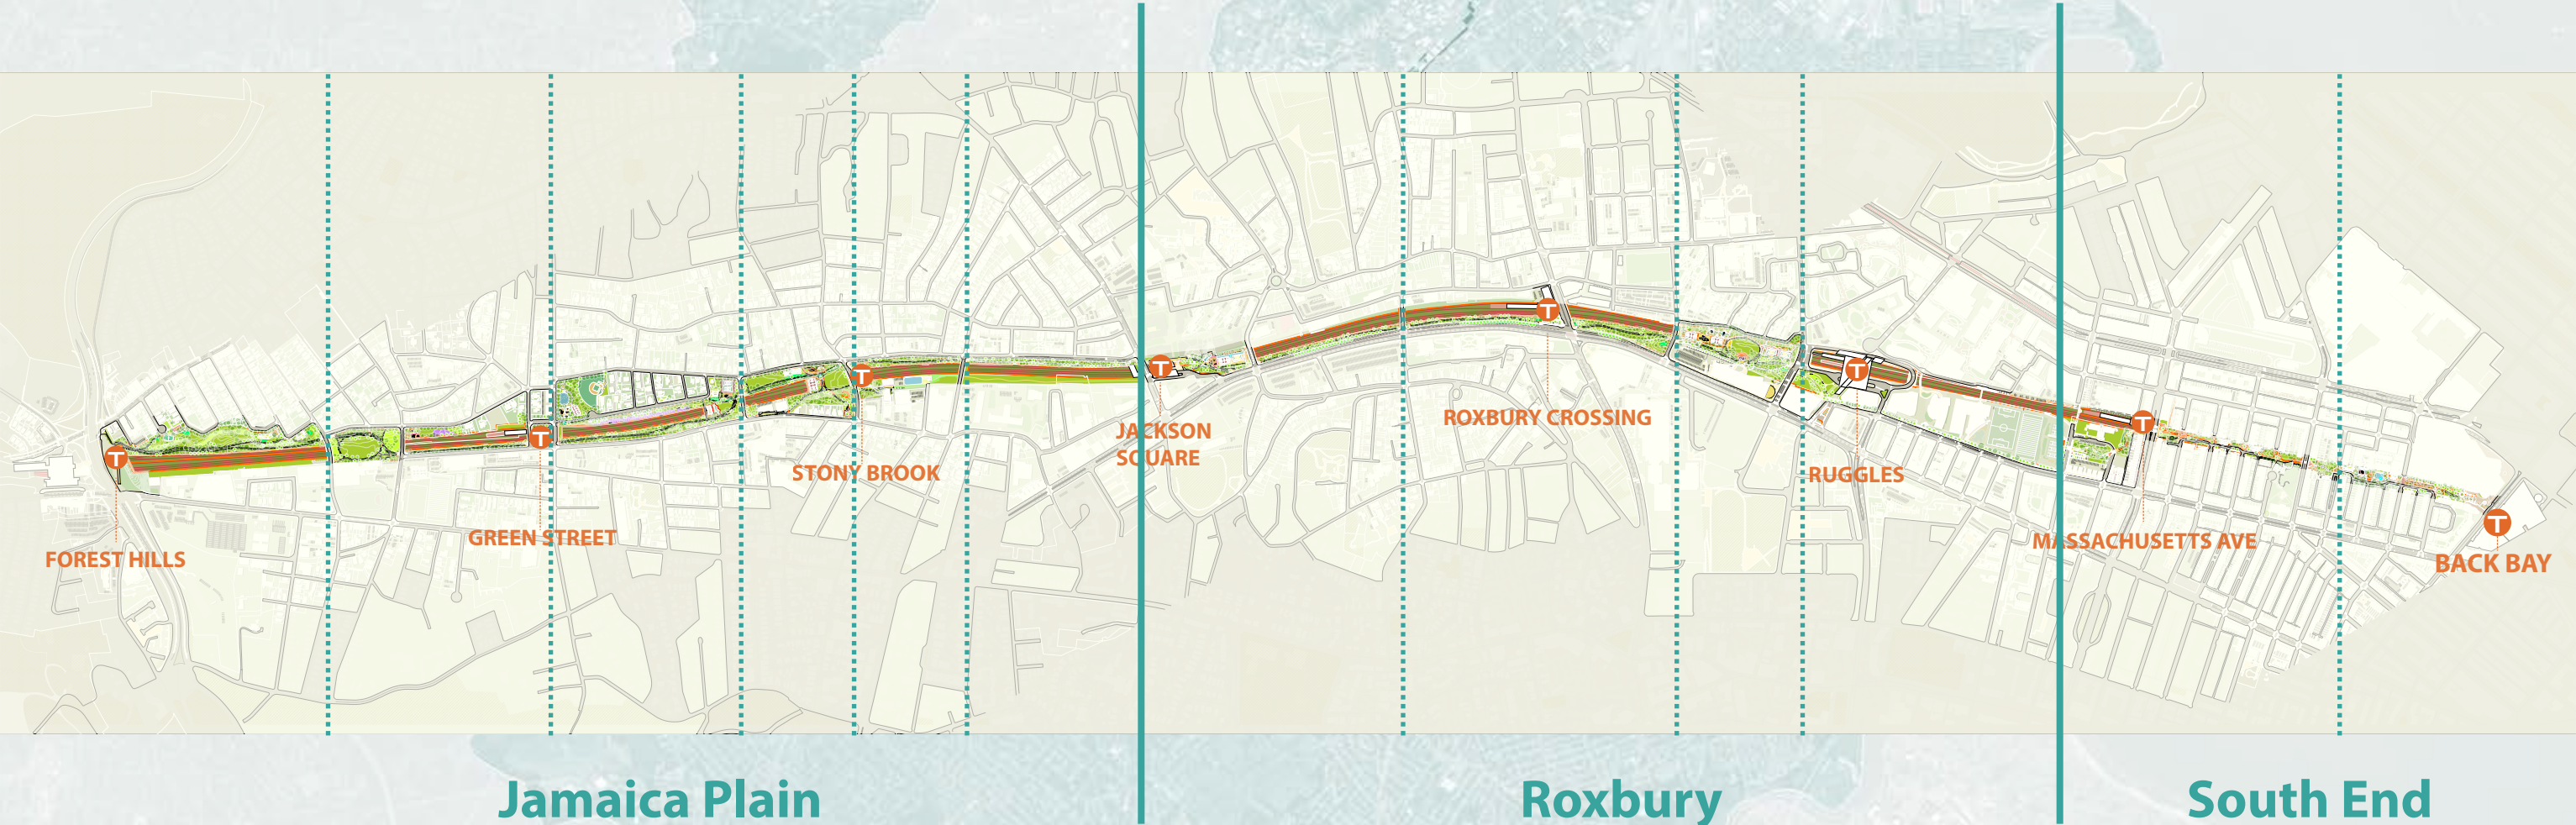 FOREST HILLS
GREEN STREET
STONY BROOK
JACKSON
SQUARE
ROXBURY CROSSING
RUGGLES
MASSACHUSETTS AVE
BACK BAY
T
T
T
T
T
T
T
T
Jamaica Plain
Roxbury
South End